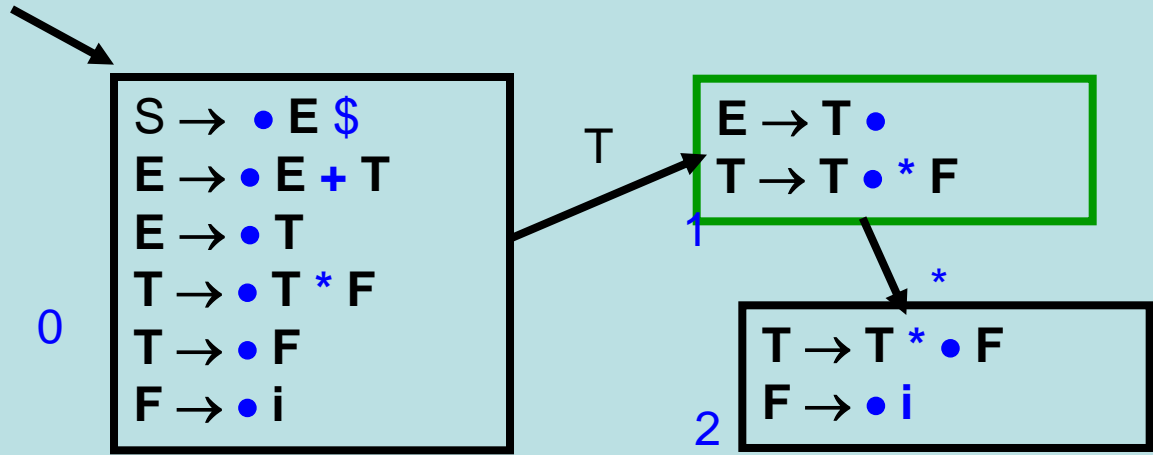 S → • E $
E → • E + T
E → • T
T → • T * F
T → • F
F → • i
0
T
E → T •
T → T • * F
1
*
T → T * • F
F → • i
2